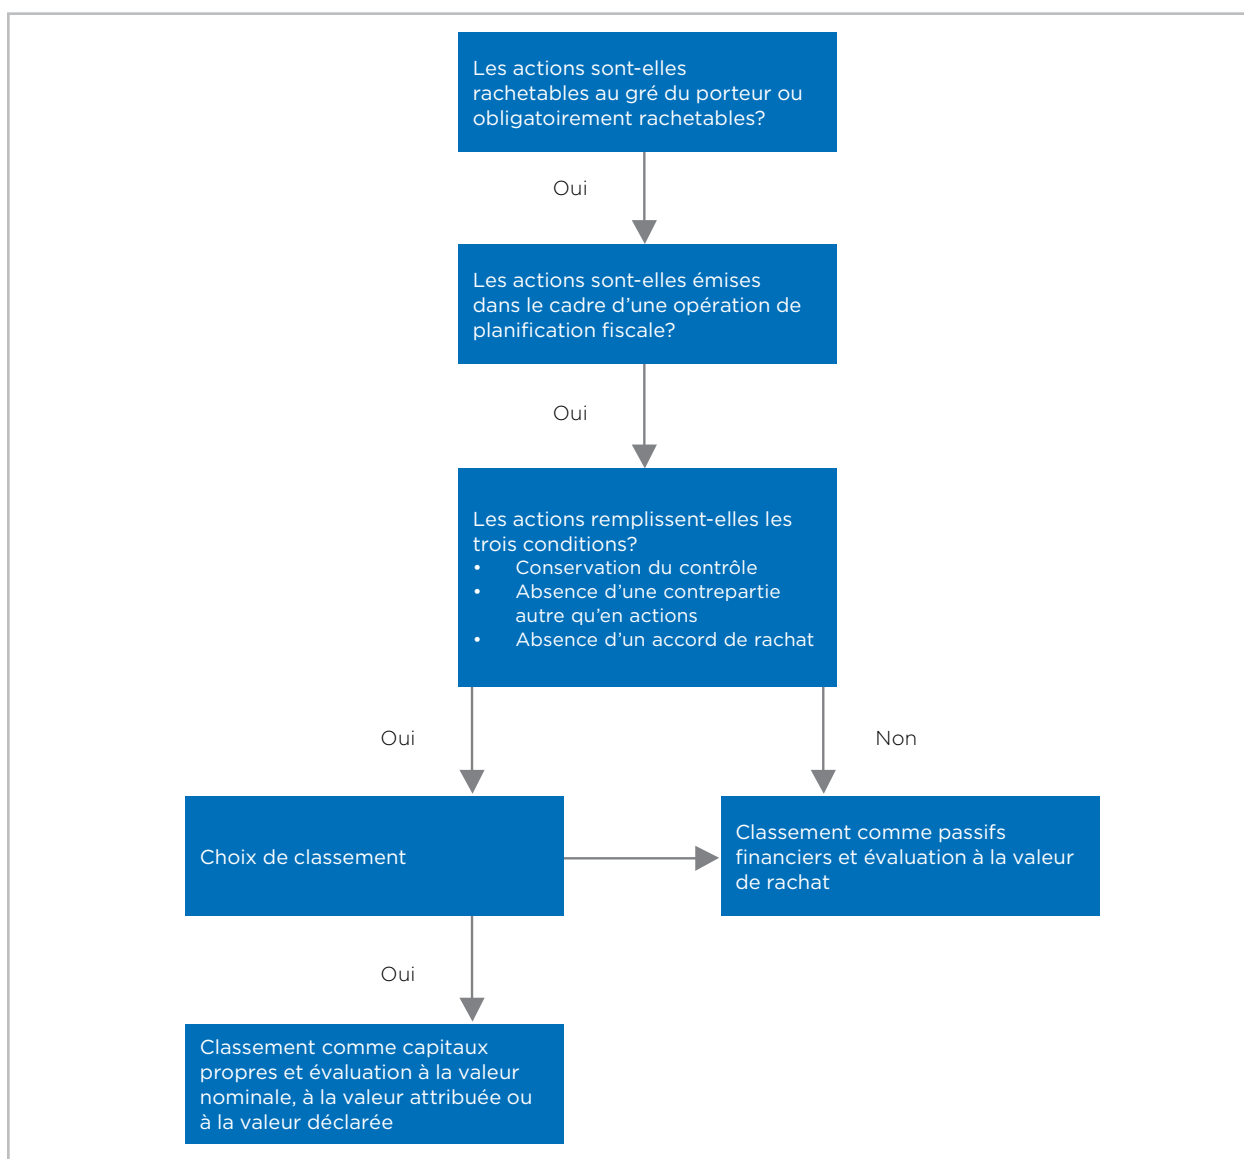 Les actions sont-elles
rachetables au gré du porteur ou
obligatoirement rachetables?
Oui
Les actions sont-elles émises
dans le cadre d’une opération de
planification fiscale?
Oui
Les actions remplissent-elles les
trois conditions?
• Conservation du contrôle
• Absence d’une contrepartie
autre qu’en actions
• Absence d’un accord de rachat
Oui
Non
Choix de classement
Classement comme passifs
financiers et évaluation à la valeur
de rachat
Oui
Classement comme capitaux
propres et évaluation à la valeur
nominale, à la valeur attribuée ou
à la valeur déclarée